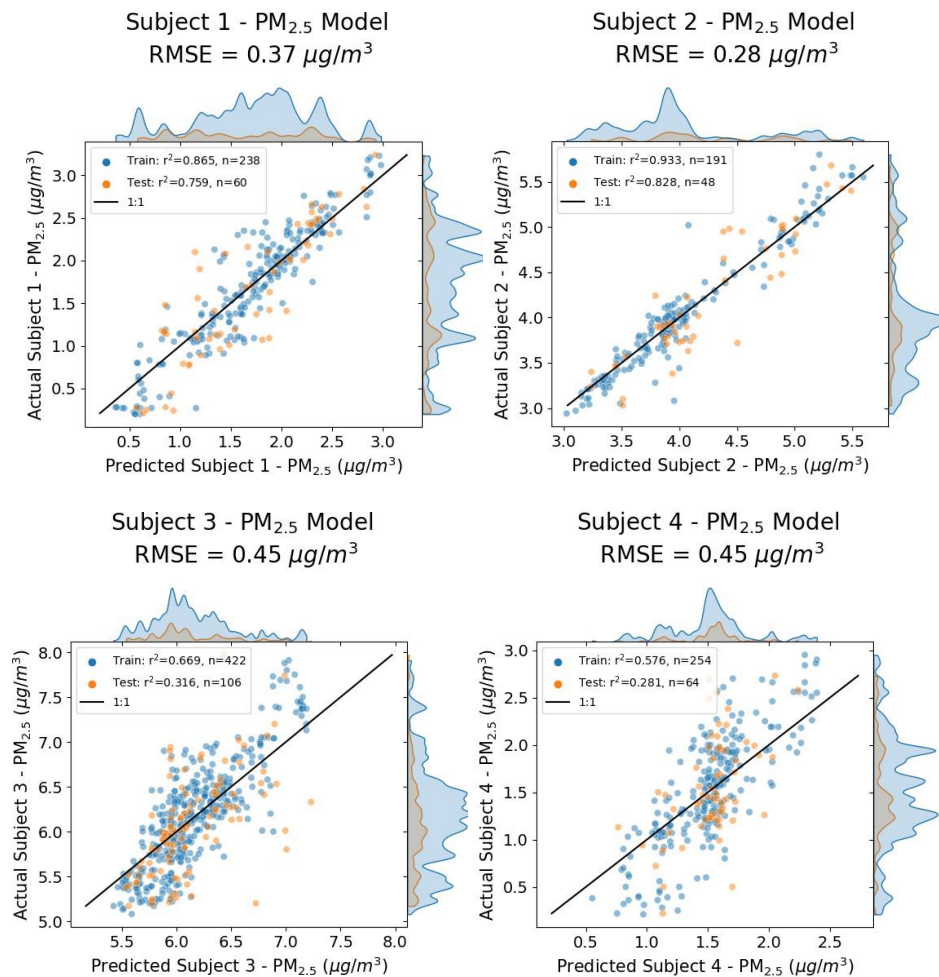 Subject 1 - PM2.5 Model
RMSE = 0.37 μg/m³
Train: r²=0.865, n=238
Test: r²=0.759, n=60
1:1
Actual Subject 1 - PM2.5 (μg/m³)
3.0
2.5
2.0
1.5
1.0
0.5
0.5 1.0 1.5 2.0 2.5 3.0
Predicted Subject 1 - PM2.5 (μg/m³)
Subject 2 - PM2.5 Model
RMSE = 0.28 μg/m³
Train: r²=0.933, n=191
Test: r²=0.828, n=48
1:1
Actual Subject 2 - PM2.5 (μg/m³)
5.5
5.0
4.5
4.0
3.5
3.0
3.0 3.5 4.0 4.5 5.0 5.5
Predicted Subject 2 - PM2.5 (μg/m³)
Subject 3 - PM2.5 Model
RMSE = 0.45 μg/m³
Train: r²=0.669, n=422
Test: r²=0.316, n=106
1:1
Actual Subject 3 - PM2.5 (μg/m³)
8.0
7.5
7.0
6.5
6.0
5.5
5.0
5.5 6.0 6.5 7.0 7.5 8.0
Predicted Subject 3 - PM2.5 (μg/m³)
Subject 4 - PM2.5 Model
RMSE = 0.45 μg/m³
Train: r²=0.576, n=254
Test: r²=0.281, n=64
1:1
Actual Subject 4 - PM2.5 (μg/m³)
3.0
2.5
2.0
1.5
1.0
0.5
0.5 1.0 1.5 2.0 2.5
Predicted Subject 4 - PM2.5 (μg/m³)